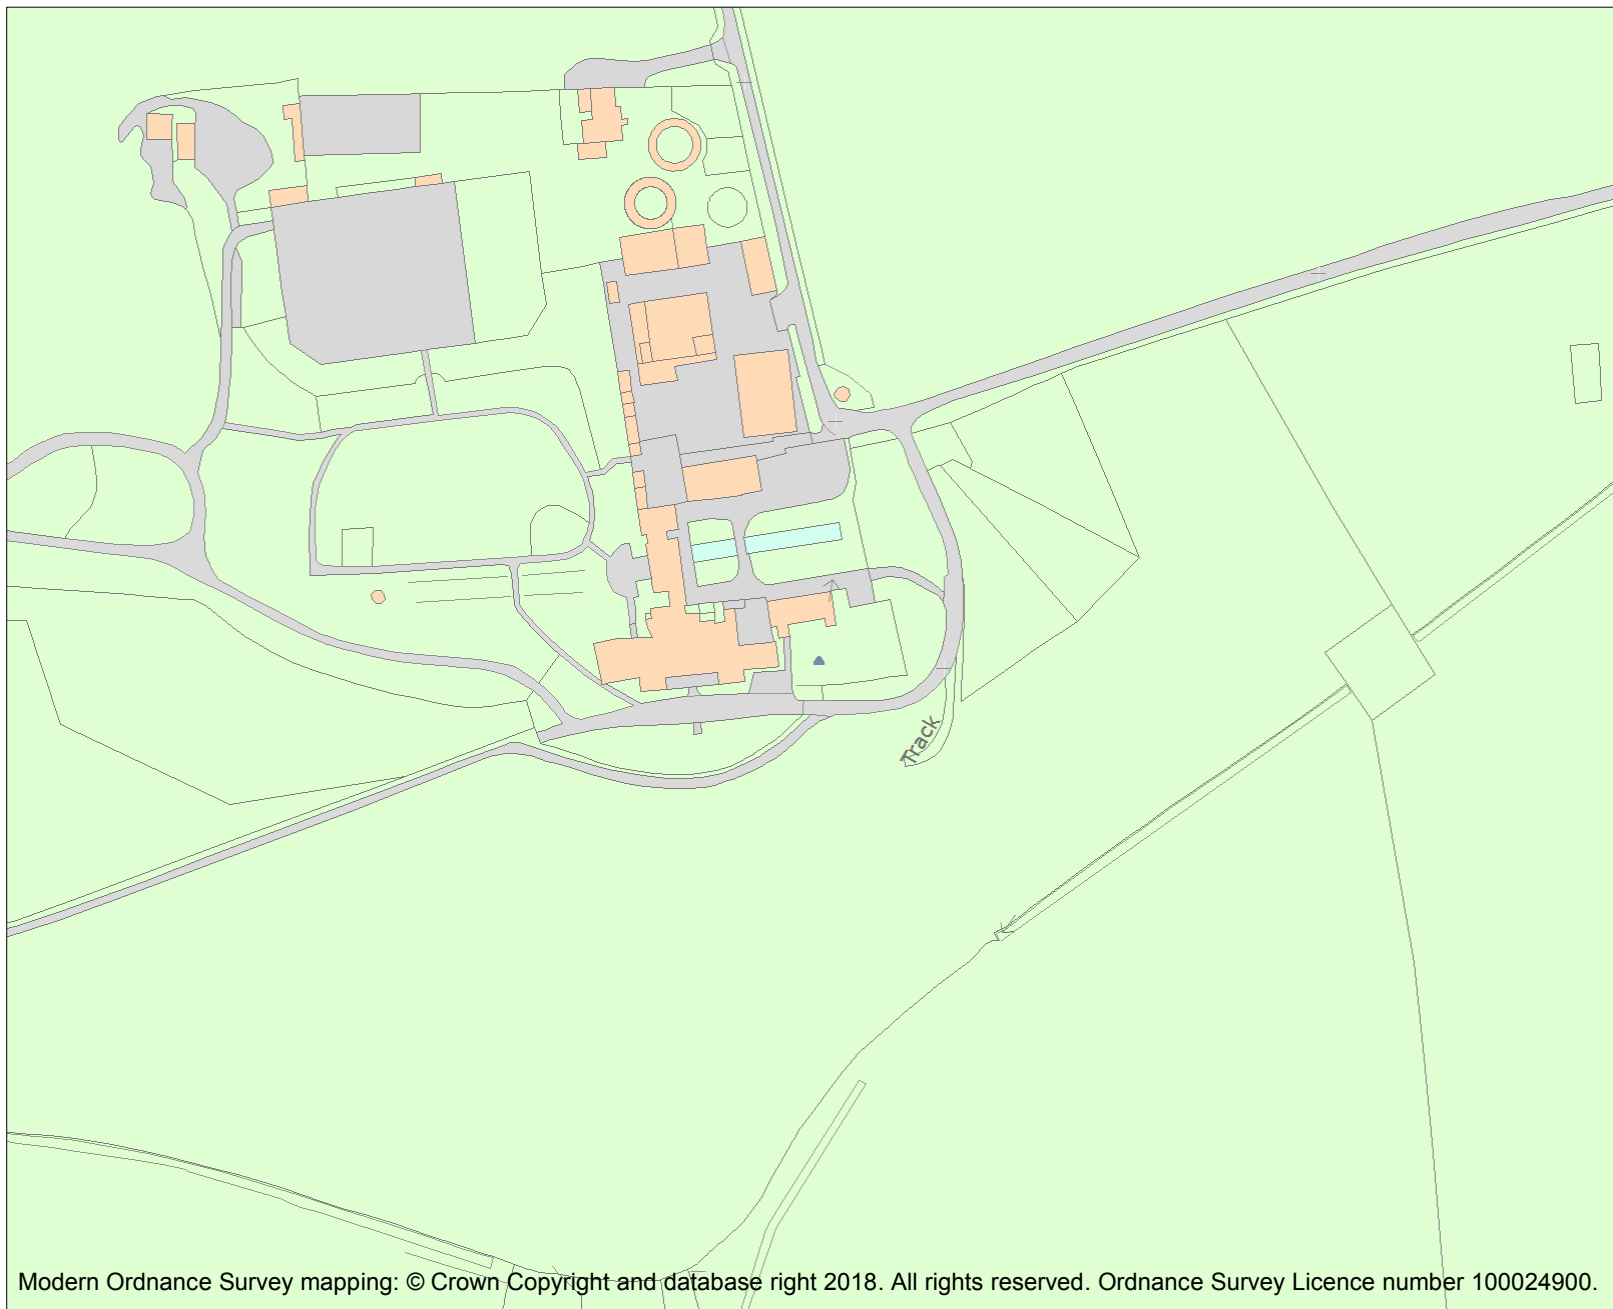 Track
Modern Ordnance Survey mapping: © Crown Copyright and database right 2018. All rights reserved. Ordnance Survey Licence number 100024900.